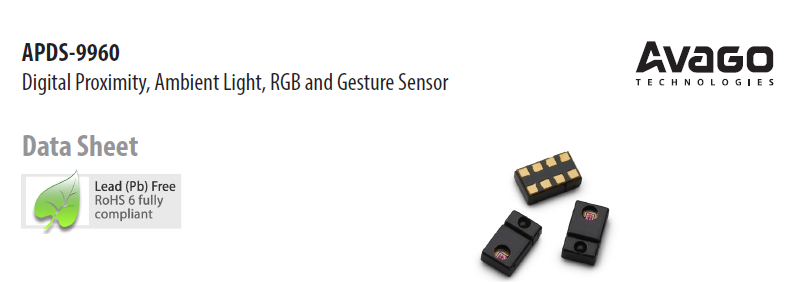 APDS-9960
Digital Proximity, Ambient Light, RGB and Gesture Sensor
AVAGO
TECHNOLOGIES
Data Sheet
Lead (Pb) Free
RoHS 6 fully
compliant